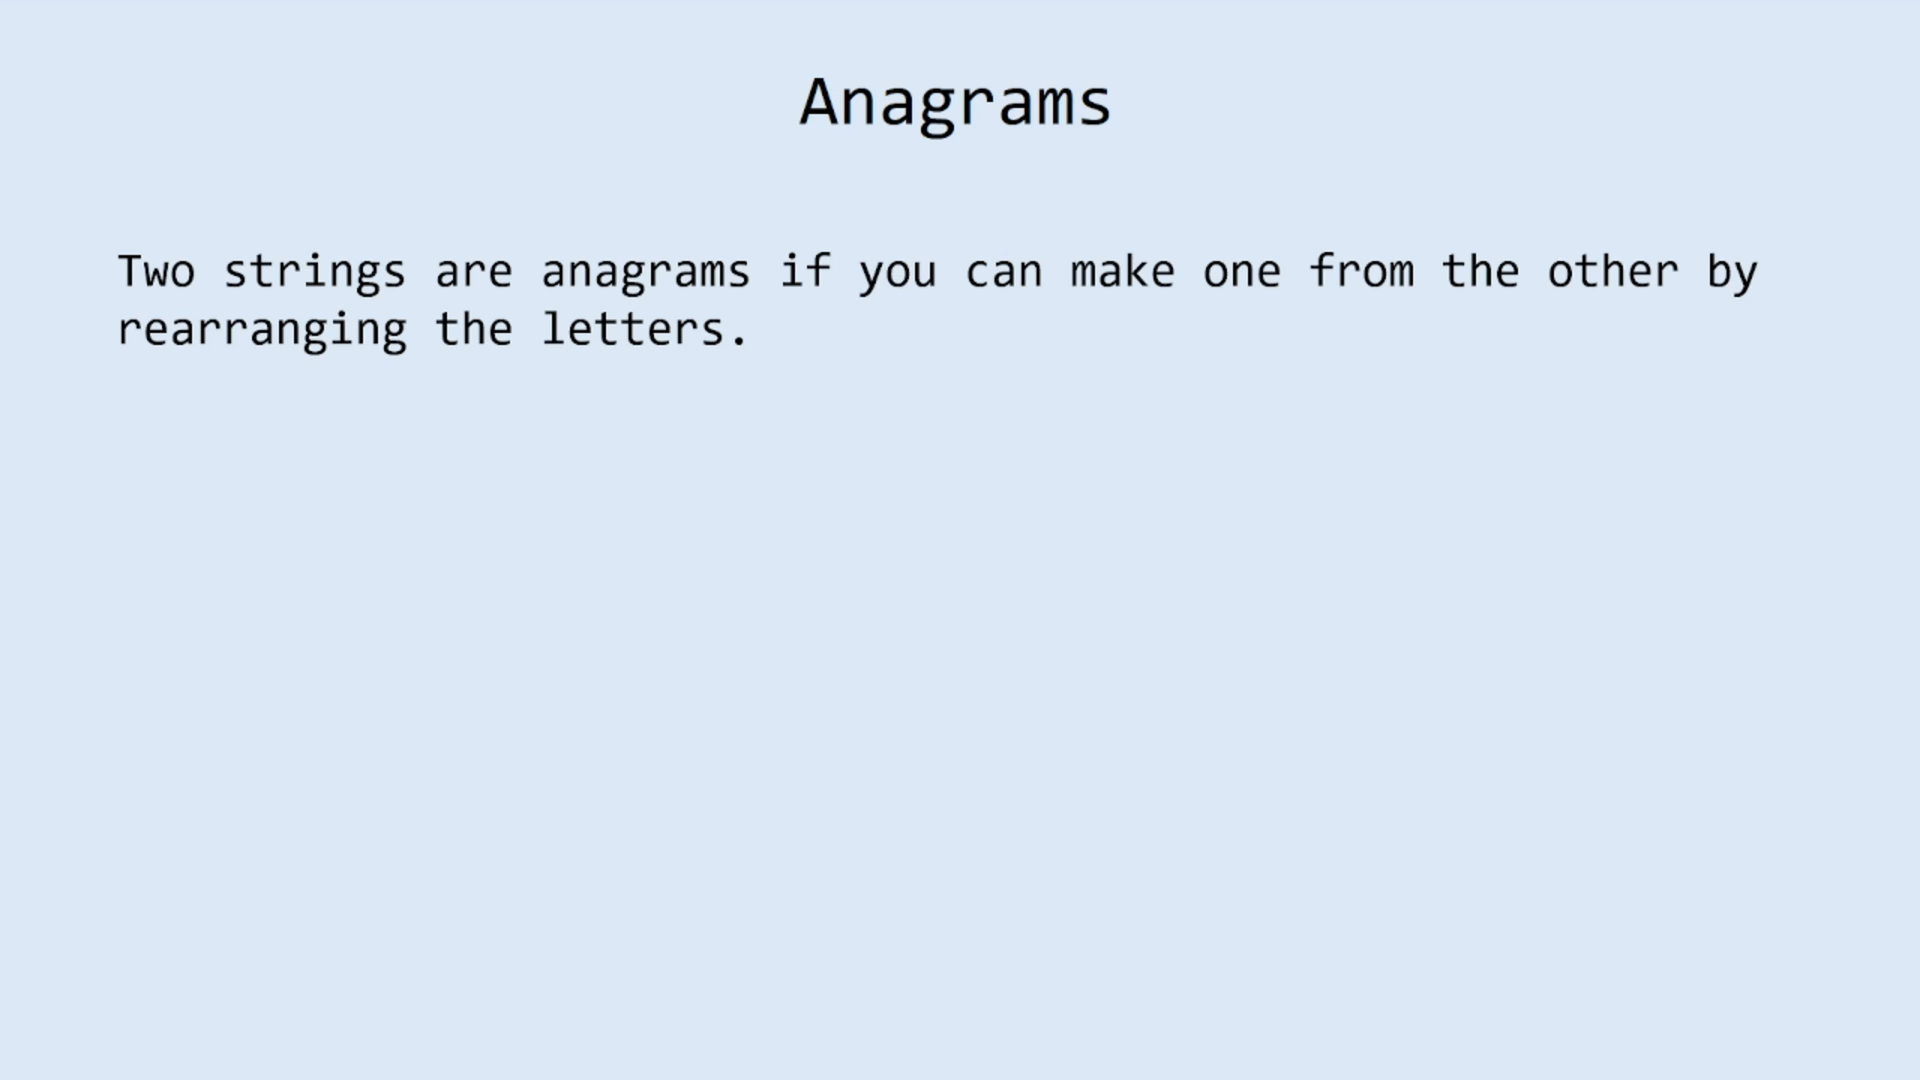 Anagrams
Two strings are anagrams if you can make one from the other by
rearranging the letters.